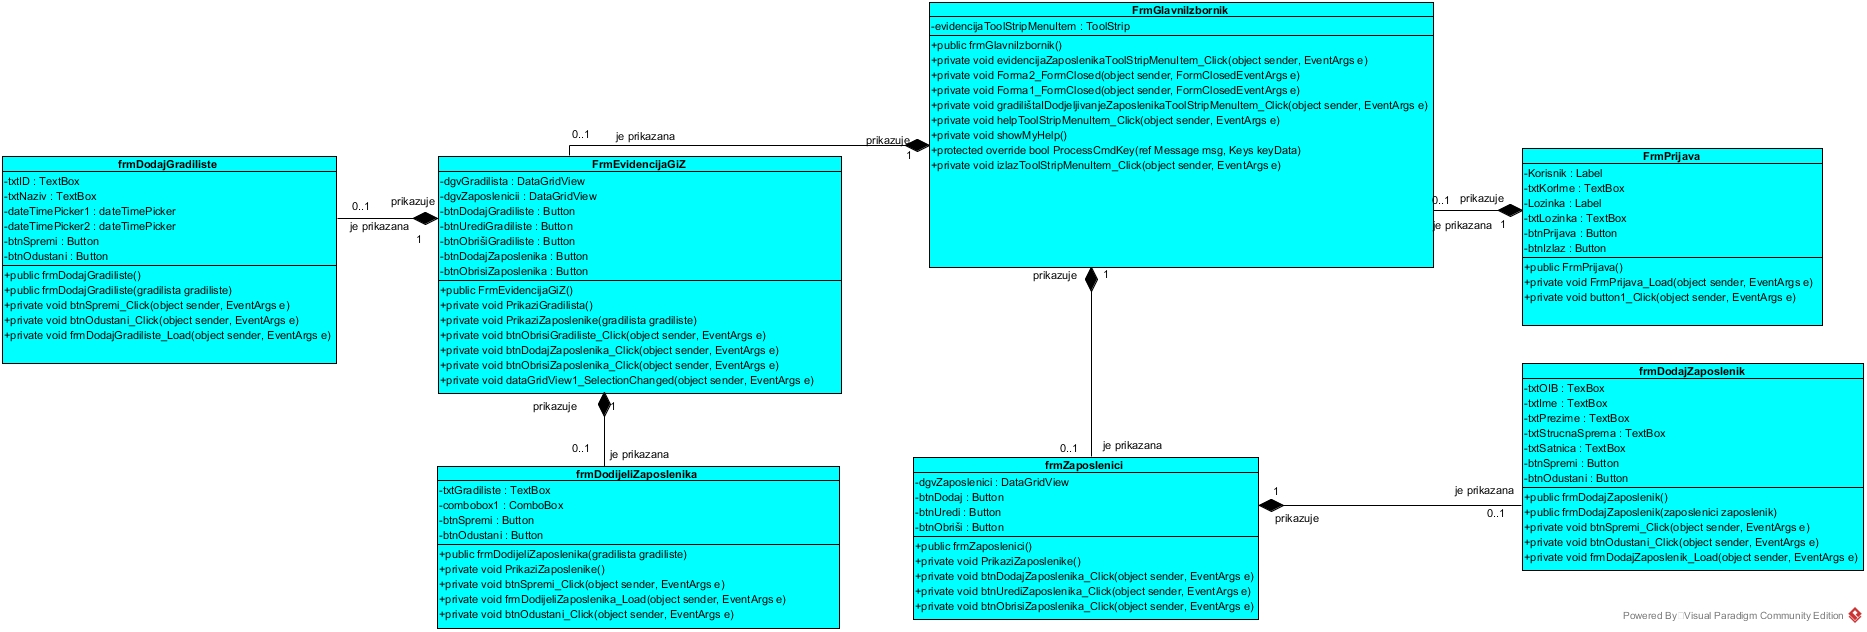 FrmGlavniIzbornik
-evidencijaToolStripMenuItem : ToolStrip
+public frmGlavniIzbornik()
+private void evidencijaZaposlenikaToolStripMenuItem_Click(object sender, EventArgs e)
+private void Forma2_FormClosed(object sender, FormClosedEventArgs e)
+private void Forma1_FormClosed(object sender, FormClosedEventArgs e)
+private void gradilištaIDodjeljivanjeZaposlenikaToolStripMenuItem_Click(object sender, EventArgs e)
+private void helpToolStripMenuItem_Click(object sender, EventArgs e)
+private void showMyHelp()
+protected override bool ProcessCmdKey(ref Message msg, Keys keyData)
+private void izlazToolStripMenuItem_Click(object sender, EventArgs e)
0..1
je prikazana
prikazuje
1
frmDodajGradiliste
-txtID : TextBox
-txtNaziv : TextBox
-dateTimePicker1 : dateTimePicker
-dateTimePicker2 : dateTimePicker
-btnSpremi : Button
-btnOdustani : Button
+public frmDodajGradiliste()
+public frmDodajGradiliste(gradilista gradiliste)
+private void btnSpremi_Click(object sender, EventArgs e)
+private void btnOdustani_Click(object sender, EventArgs e)
+private void frmDodajGradiliste_Load(object sender, EventArgs e)
0..1
prikazuje
je prikazana
1
FrmEvidencijaGiZ
-dgvGradilista : DataGridView
-dgvZaposlenicii : DataGridView
-btnDodajGradiliste : Button
-btnUrediGradiliste : Button
-btnObrišiGradiliste : Button
-btnDodajZaposlenika : Button
-btnObrisiZaposlenika : Button
+public FrmEvidencijaGiZ()
+private void PrikaziGradilista()
+private void PrikaziZaposlenike(gradilista gradiliste)
+private void btnObrisiGradiliste_Click(object sender, EventArgs e)
+private void btnDodajZaposlenika_Click(object sender, EventArgs e)
+private void btnObrisiZaposlenika_Click(object sender, EventArgs e)
+private void dataGridView1_SelectionChanged(object sender, EventArgs e)
FrmPrijava
-Korisnik : Label
-txtKorIme : TextBox
-Lozinka : Label
-txtLozinka : TextBox
-btnPrijava : Button
-btnIzlaz : Button
+public FrmPrijava()
+private void FrmPrijava_Load(object sender, EventArgs e)
+private void button1_Click(object sender, EventArgs e)
0..1
prikazuje
je prikazana
1
prikazuje
1
0..1
je prikazana
prikazuje
1
0..1
je prikazana
frmDodijeliZaposlenika
-txtGradiliste : TextBox
-combobox1 : ComboBox
-btnSpremi : Button
-btnOdustani : Button
+public frmDodijeliZaposlenika(gradilista gradiliste)
+private void PrikaziZaposlenike()
+private void btnSpremi_Click(object sender, EventArgs e)
+private void frmDodijeliZaposlenika_Load(object sender, EventArgs e)
+private void btnOdustani_Click(object sender, EventArgs e)
frmZaposlenici
-dgvZaposlenici : DataGridView
-btnDodaj : Button
-btnUredi : Button
-btnObriši : Button
+public frmZaposlenici()
+private void PrikaziZaposlenike()
+private void btnDodajZaposlenika_Click(object sender, EventArgs e)
+private void btnUrediZaposlenika_Click(object sender, EventArgs e)
+private void btnObrisiZaposlenika_Click(object sender, EventArgs e)
1
prikazuje
je prikazana
0..1
frmDodajZaposlenik
-txtOIB : TexBox
-txtIme : TextBox
-txtPrezime : TextBox
-txtStrucnaSprema : TextBox
-txtSatnica : TextBox
-btnSpremi : Button
-btnOdustani : Button
+public frmDodajZaposlenik()
+public frmDodajZaposlenik(zaposlenici zaposlenik)
+private void btnSpremi_Click(object sender, EventArgs e)
+private void btnOdustani_Click(object sender, EventArgs e)
+private void frmDodajZaposlenik_Load(object sender, EventArgs e)
Powered By Visual Paradigm Community Edition